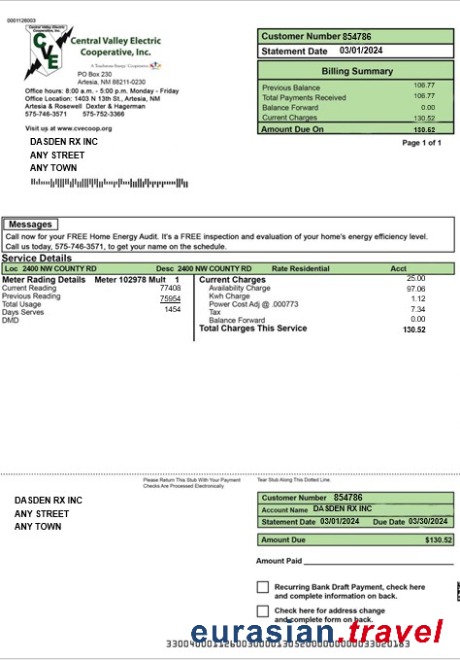 0001126003
Central Valley Electric
Cooperative, Inc.
CVE
A Touchstone Energy Cooperative
PO Box 230
Artesia, NM 88211-0230
Office hours: 8:00 a.m. - 5:00 p.m. Monday - Friday
Office Location: 1403 N 13th St., Artesia, NM
Artesia & Rosewell Dexter & Hagerman
575-746-3571 575-752-3366
Visit us at www.cvecoop.org
DASDEN RX INC
ANY STREET
ANY TOWN
Customer Number 854786
Statement Date 03/01/2024
Billing Summary
Previous Balance 106.77
Total Payments Received 106.77
Balance Forward 0.00
Current Charges 130.52
Amount Due On 130.52
Page 1 of 1
Messages
Call now for your FREE Home Energy Audit. It's a FREE inspection and evaluation of your home's energy efficiency level.
Call us today, 575-746-3571, to get your name on the schedule.
Service Details
Loc 2400 NW COUNTY RD Desc 2400 NW COUNTY RD Rate Residential Acct
Meter Rading Details Meter 102978 Mult 1
Current Reading 77408
Previous Reading 75954
Total Usage
Days Serves 1454
DMD
Current Charges 25.00
Availability Charge 97.06
Kwh Charge 1.12
Power Cost Adj @ .000773
Tax 7.34
Balance Forward 0.00
Total Charges This Service 130.52
Please Return This Stub With Your Payment
Checks Are Processed Electronically
Tear Stub Along This Dotted Line
DASDEN RX INC
ANY STREET
ANY TOWN
Customer Number 854786
Account Name DASDEN RX INC
Statement Date 03/01/2024 Due Date 03/30/2024
Amount Due $130.52
Amount Paid
Recurring Bank Draft Payment, check here
and complete information on back.
Check here for address change
and complete form on back.
eurasian.travel